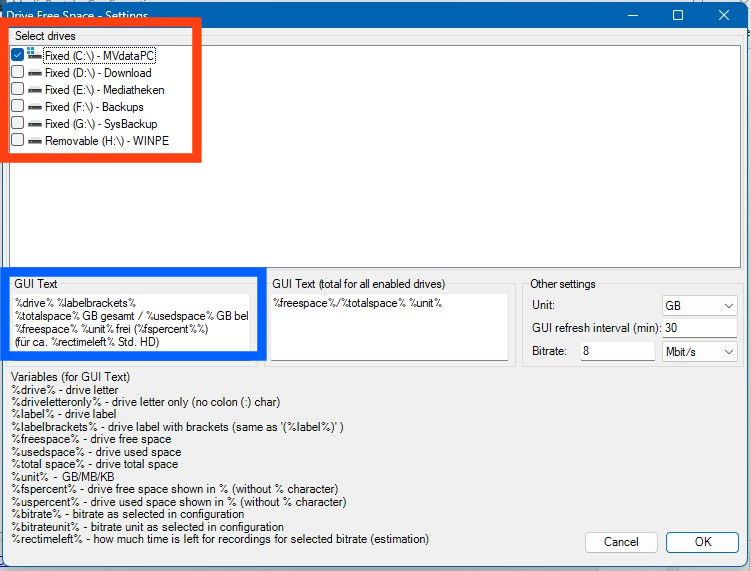 Drive Free Space - Settings
Select drives
Fixed (C:\) - MVdataPC
Fixed (D:\) - Download
Fixed (E:\) - Mediatheken
Fixed (F:\) - Backups
Fixed (G:\) - SysBackup
Removable (H:\) - WINPE
GUI Text
%drive% %labelbrackets%
%totalspace% GB gesamt / %usedspace% GB bel
%freespace% %unit% frei (%fspercent%%)
(für ca. %rectimeleft% Std. HD)
GUI Text (total for all enabled drives)
%freespace%/%totalspace% %unit%
Other settings
Unit: GB
GUI refresh interval (min): 30
Bitrate: 8 Mbit/s
Variables (for GUI Text)
%drive% - drive letter
%driveletteronly% - drive letter only (no colon (:) char)
%label% - drive label
%labelbrackets% - drive label with brackets (same as '(%label%)' )
%freespace% - drive free space
%usedspace% - drive used space
%total space% - drive total space
%unit% - GB/MB/KB
%fspercent% - drive free space shown in % (without % character)
%uspercent% - drive used space shown in % (without % character)
%bitrate% - bitrate as selected in configuration
%bitrateunit% - bitrate unit as selected in configuration
%rectimeleft% - how much time is left for recordings for selected bitrate (estimation)
Cancel
OK